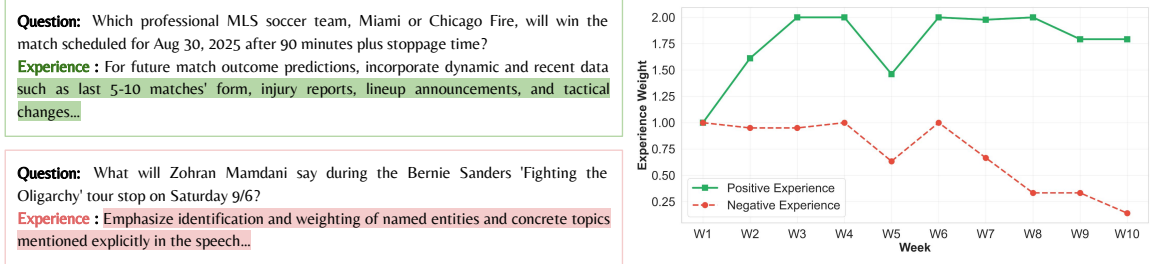 Question: Which professional MLS soccer team, Miami or Chicago Fire, will win the
match scheduled for Aug 30, 2025 after 90 minutes plus stoppage time?
Experience : For future match outcome predictions, incorporate dynamic and recent data
such as last 5-10 matches' form, injury reports, lineup announcements, and tactical
changes...
Question: What will Zohran Mamdani say during the Bernie Sanders 'Fighting the
Oligarchy' tour stop on Saturday 9/6?
Experience : Emphasize identification and weighting of named entities and concrete topics
mentioned explicitly in the speech...
Experience Weight
2.00
1.75
1.50
1.25
1.00
0.75
0.50
0.25
Positive Experience
Negative Experience
W1 W2 W3 W4 W5 W6 W7 W8 W9 W10
Week